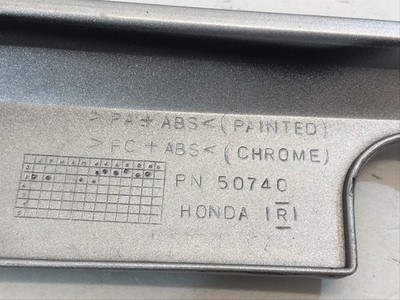 >PA+ABS<(PAINTED)
>PC+ABS<(CHROME)
PN 50740
HONDA |R|